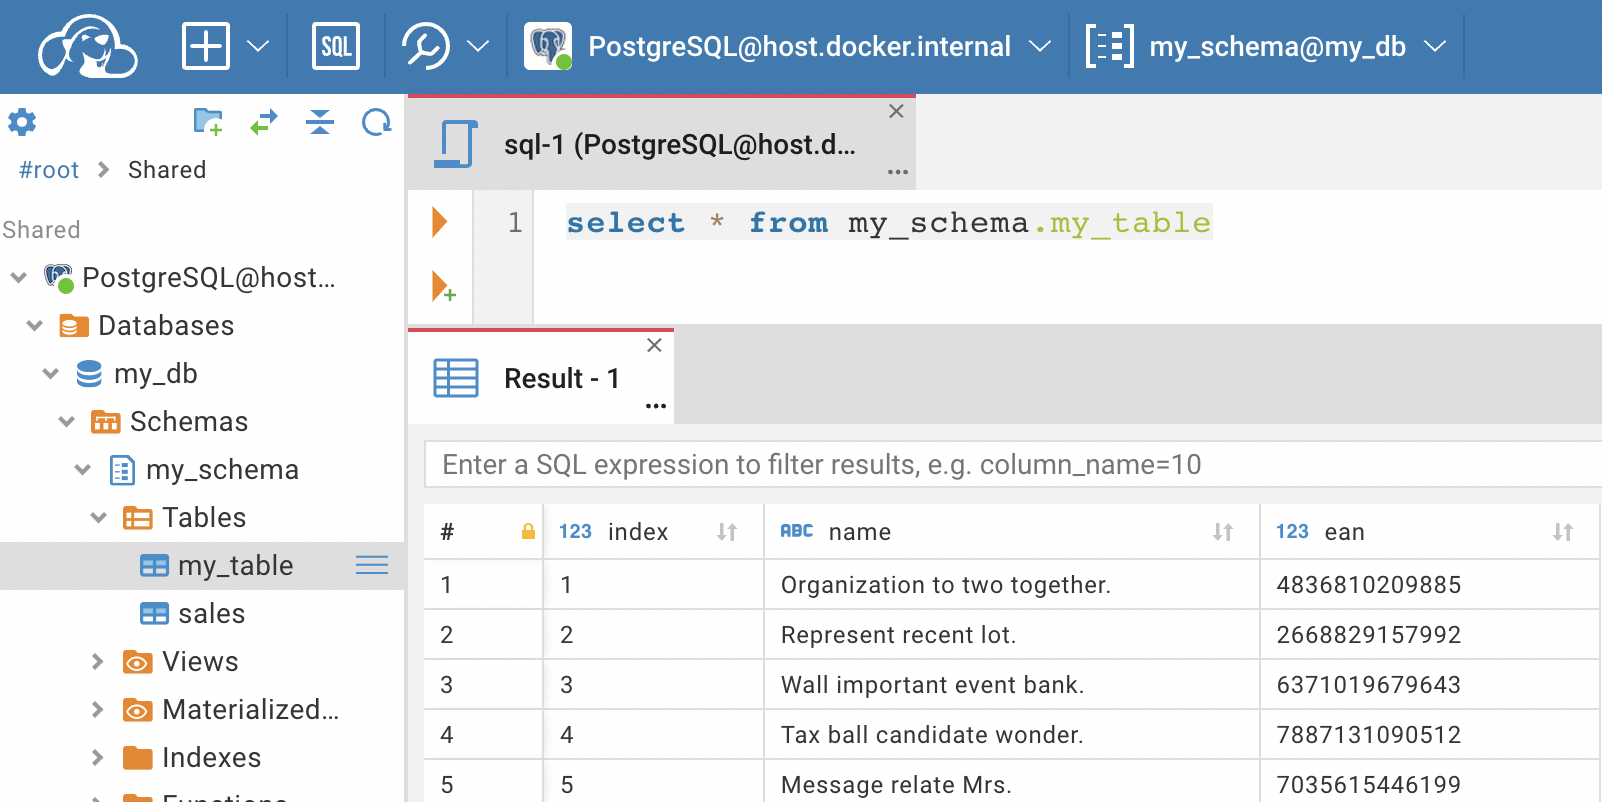 SQL
PostgreSQL@host.docker.internal
my_schema@my_db
#root > Shared
Shared
PostgreSQL@host...
Databases
my_db
Schemas
my_schema
Tables
my_table
sales
Views
Materialized...
Indexes
Functions
sql-1 (PostgreSQL@host.d...
...
1 select * from my_schema.my_table
Result - 1
...
Enter a SQL expression to filter results, e.g. column_name=10
# 123 index ABC name 123 ean
1 1 Organization to two together. 4836810209885
2 2 Represent recent lot. 2668829157992
3 3 Wall important event bank. 6371019679643
4 4 Tax ball candidate wonder. 7887131090512
5 5 Message relate Mrs. 7035615446199